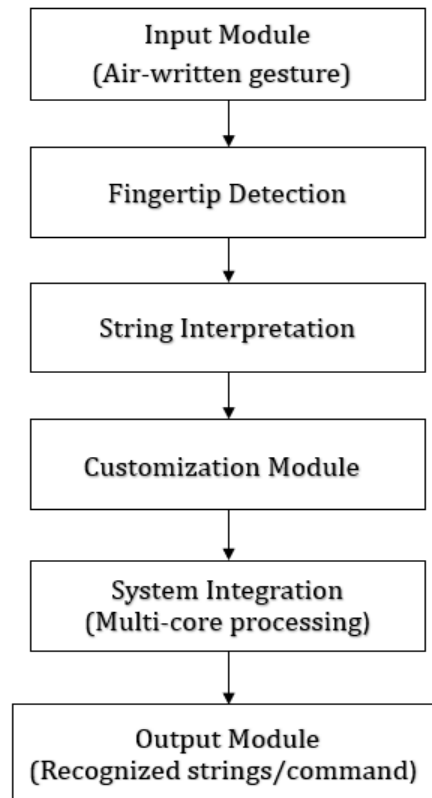 Input Module
(Air-written gesture)
Fingertip Detection
String Interpretation
Customization Module
System Integration
(Multi-core processing)
Output Module
(Recognized strings/command)